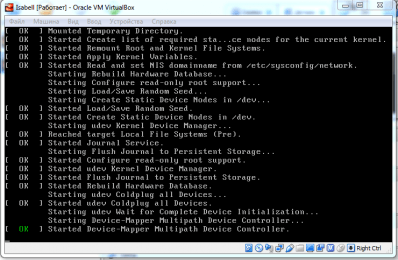 Isabell [Работает] - Oracle VM VirtualBox
Файл Машина Вид Ввод Устройства Справка
[ OK ] Mounted Temporary Directory.
[ OK ] Started Create list of required sta...ce nodes for the current kernel.
[ OK ] Started Remount Root and Kernel File Systems.
[ OK ] Started Apply Kernel Variables.
[ OK ] Started Read and set NIS domainname from /etc/sysconfig/network.
Starting Rebuild Hardware Database...
Starting Configure read-only root support...
Starting Load/Save Random Seed...
Starting Create Static Device Nodes in /dev...
[ OK ] Started Load/Save Random Seed.
[ OK ] Started Create Static Device Nodes in /dev.
Starting udev Kernel Device Manager...
[ OK ] Reached target Local File Systems (Pre).
[ OK ] Started Journal Service.
Starting Flush Journal to Persistent Storage...
[ OK ] Started Configure read-only root support.
[ OK ] Started udev Kernel Device Manager.
[ OK ] Started Flush Journal to Persistent Storage.
[ OK ] Started Rebuild Hardware Database.
Starting udev Coldplug all Devices...
[ OK ] Started udev Coldplug all Devices.
Starting udev Wait for Complete Device Initialization...
Starting Device-Mapper Multipath Device Controller...
[ OK ] Started Device-Mapper Multipath Device Controller.
Right Ctrl